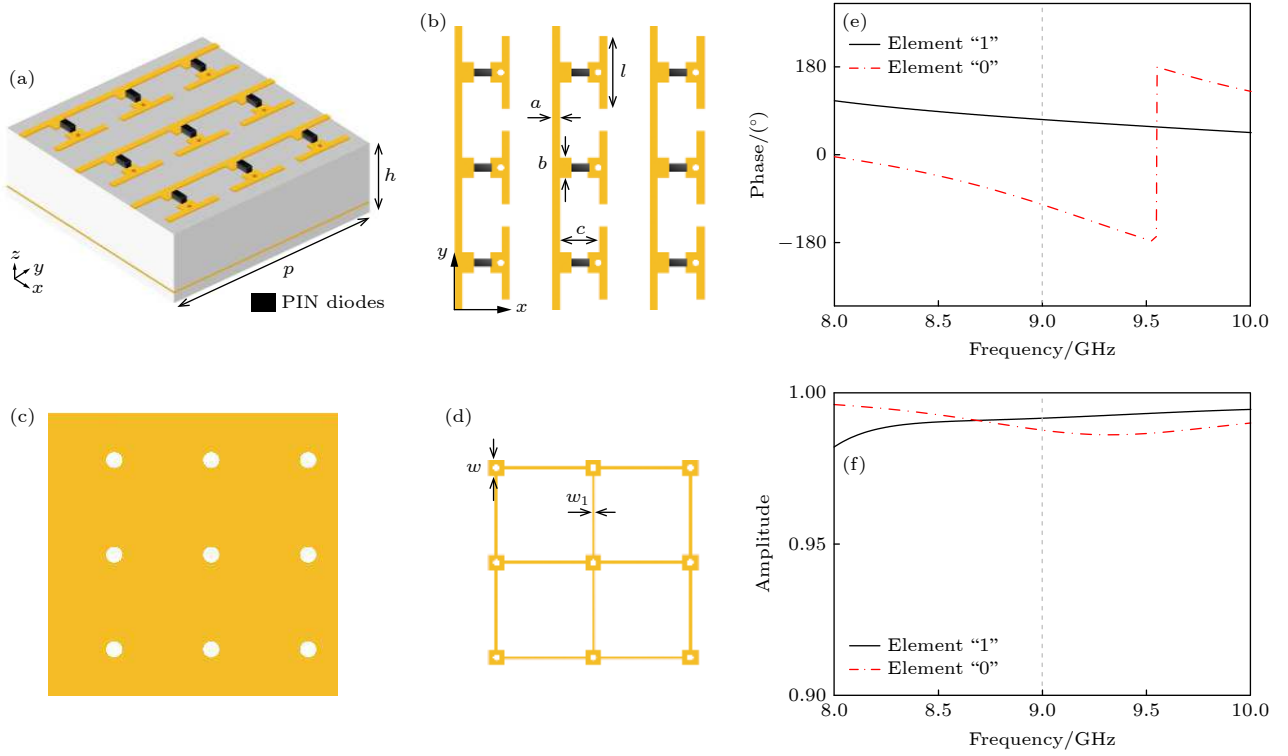 (a)
h
p
z
y
x
PIN diodes
(b)
l
a
b
c
y
x
(c)
(d)
w
w₁
(e)
Element “1”
Element “0”
Phase/(°)
180
0
−180
8.0 8.5 9.0 9.5 10.0
Frequency/GHz
(f)
Amplitude
1.00
0.95
0.90
Element “1”
Element “0”
8.0 8.5 9.0 9.5 10.0
Frequency/GHz